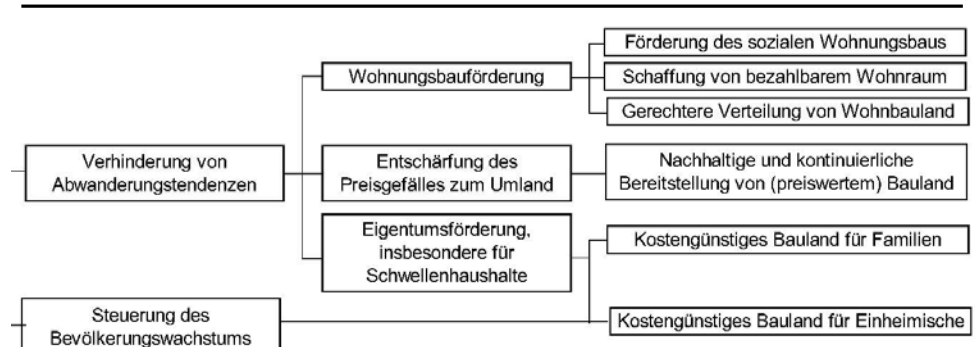 Verhinderung von
Abwanderungstendenzen
Wohnungsbauförderung
Förderung des sozialen Wohnungsbaus
Schaffung von bezahlbarem Wohnraum
Gerechtere Verteilung von Wohnbauland
Entschärfung des
Preisgefälles zum Umland
Nachhaltige und kontinuierliche
Bereitstellung von (preiswertem) Bauland
Eigentumsförderung,
insbesondere für
Schwellenhaushalte
Kostengünstiges Bauland für Familien
Steuerung des
Bevölkerungswachstums
Kostengünstiges Bauland für Einheimische